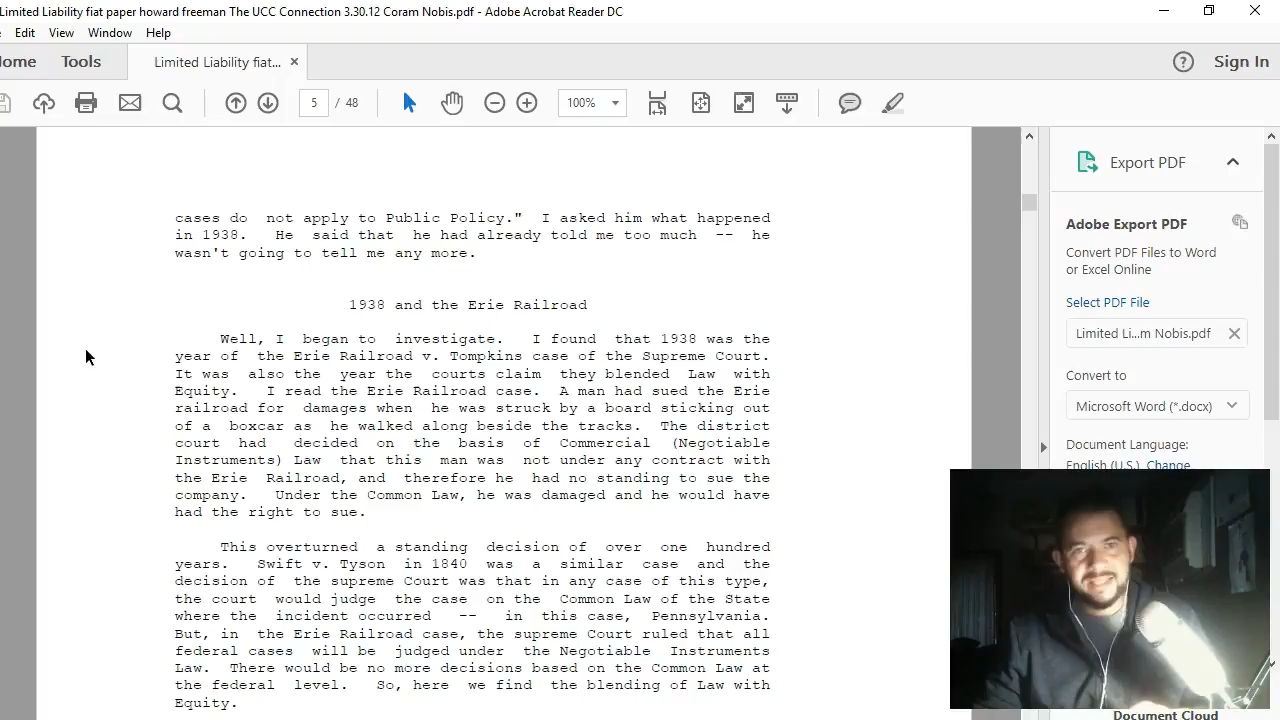 Limited Liability fiat paper howard freeman The UCC Connection 3.30.12 Coram Nobis.pdf - Adobe Acrobat Reader DC
Edit View Window Help
Home Tools Limited Liability fiat... × Sign In
5 / 48 100%
Export PDF
cases do not apply to Public Policy." I asked him what happened
in 1938. He said that he had already told me too much -- he
wasn't going to tell me any more.
1938 and the Erie Railroad
Well, I began to investigate. I found that 1938 was the
year of the Erie Railroad v. Tompkins case of the Supreme Court.
It was also the year the courts claim they blended Law with
Equity. I read the Erie Railroad case. A man had sued the Erie
railroad for damages when he was struck by a board sticking out
of a boxcar as he walked along beside the tracks. The district
court had decided on the basis of Commercial (Negotiable
Instruments) Law that this man was not under any contract with
the Erie Railroad, and therefore he had no standing to sue the
company. Under the Common Law, he was damaged and he would have
had the right to sue.
This overturned a standing decision of over one hundred
years. Swift v. Tyson in 1840 was a similar case and the
decision of the supreme Court was that in any case of this type,
the court would judge the case on the Common Law of the State
where the incident occurred -- in this case, Pennsylvania.
But, in the Erie Railroad case, the supreme Court ruled that all
federal cases will be judged under the Negotiable Instruments
Law. There would be no more decisions based on the Common Law at
the federal level. So, here we find the blending of Law with
Equity.
Adobe Export PDF
Convert PDF Files to Word
or Excel Online
Select PDF File
Limited Li...m Nobis.pdf
Convert to
Microsoft Word (*.docx)
Document Language:
English (U.S.) Change
Document Cloud